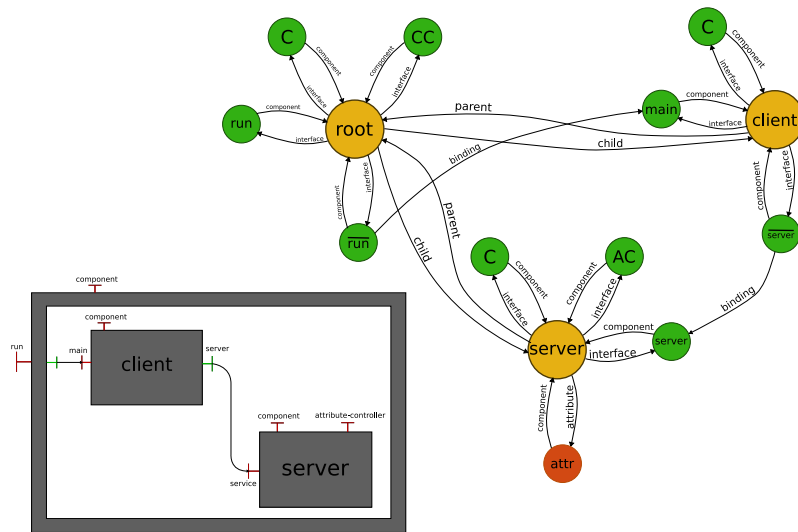 C
CC
C
component
interface
component
interface
component
interface
run
component
interface
root
main
component
interface
client
parent
child
binding
component
interface
run
component
interface
server
parent
child
C
AC
component
interface
component
interface
binding
server
component
interface
server
component
attribute
attr
component
component
run
main
client
server
component
attribute-controller
server
service